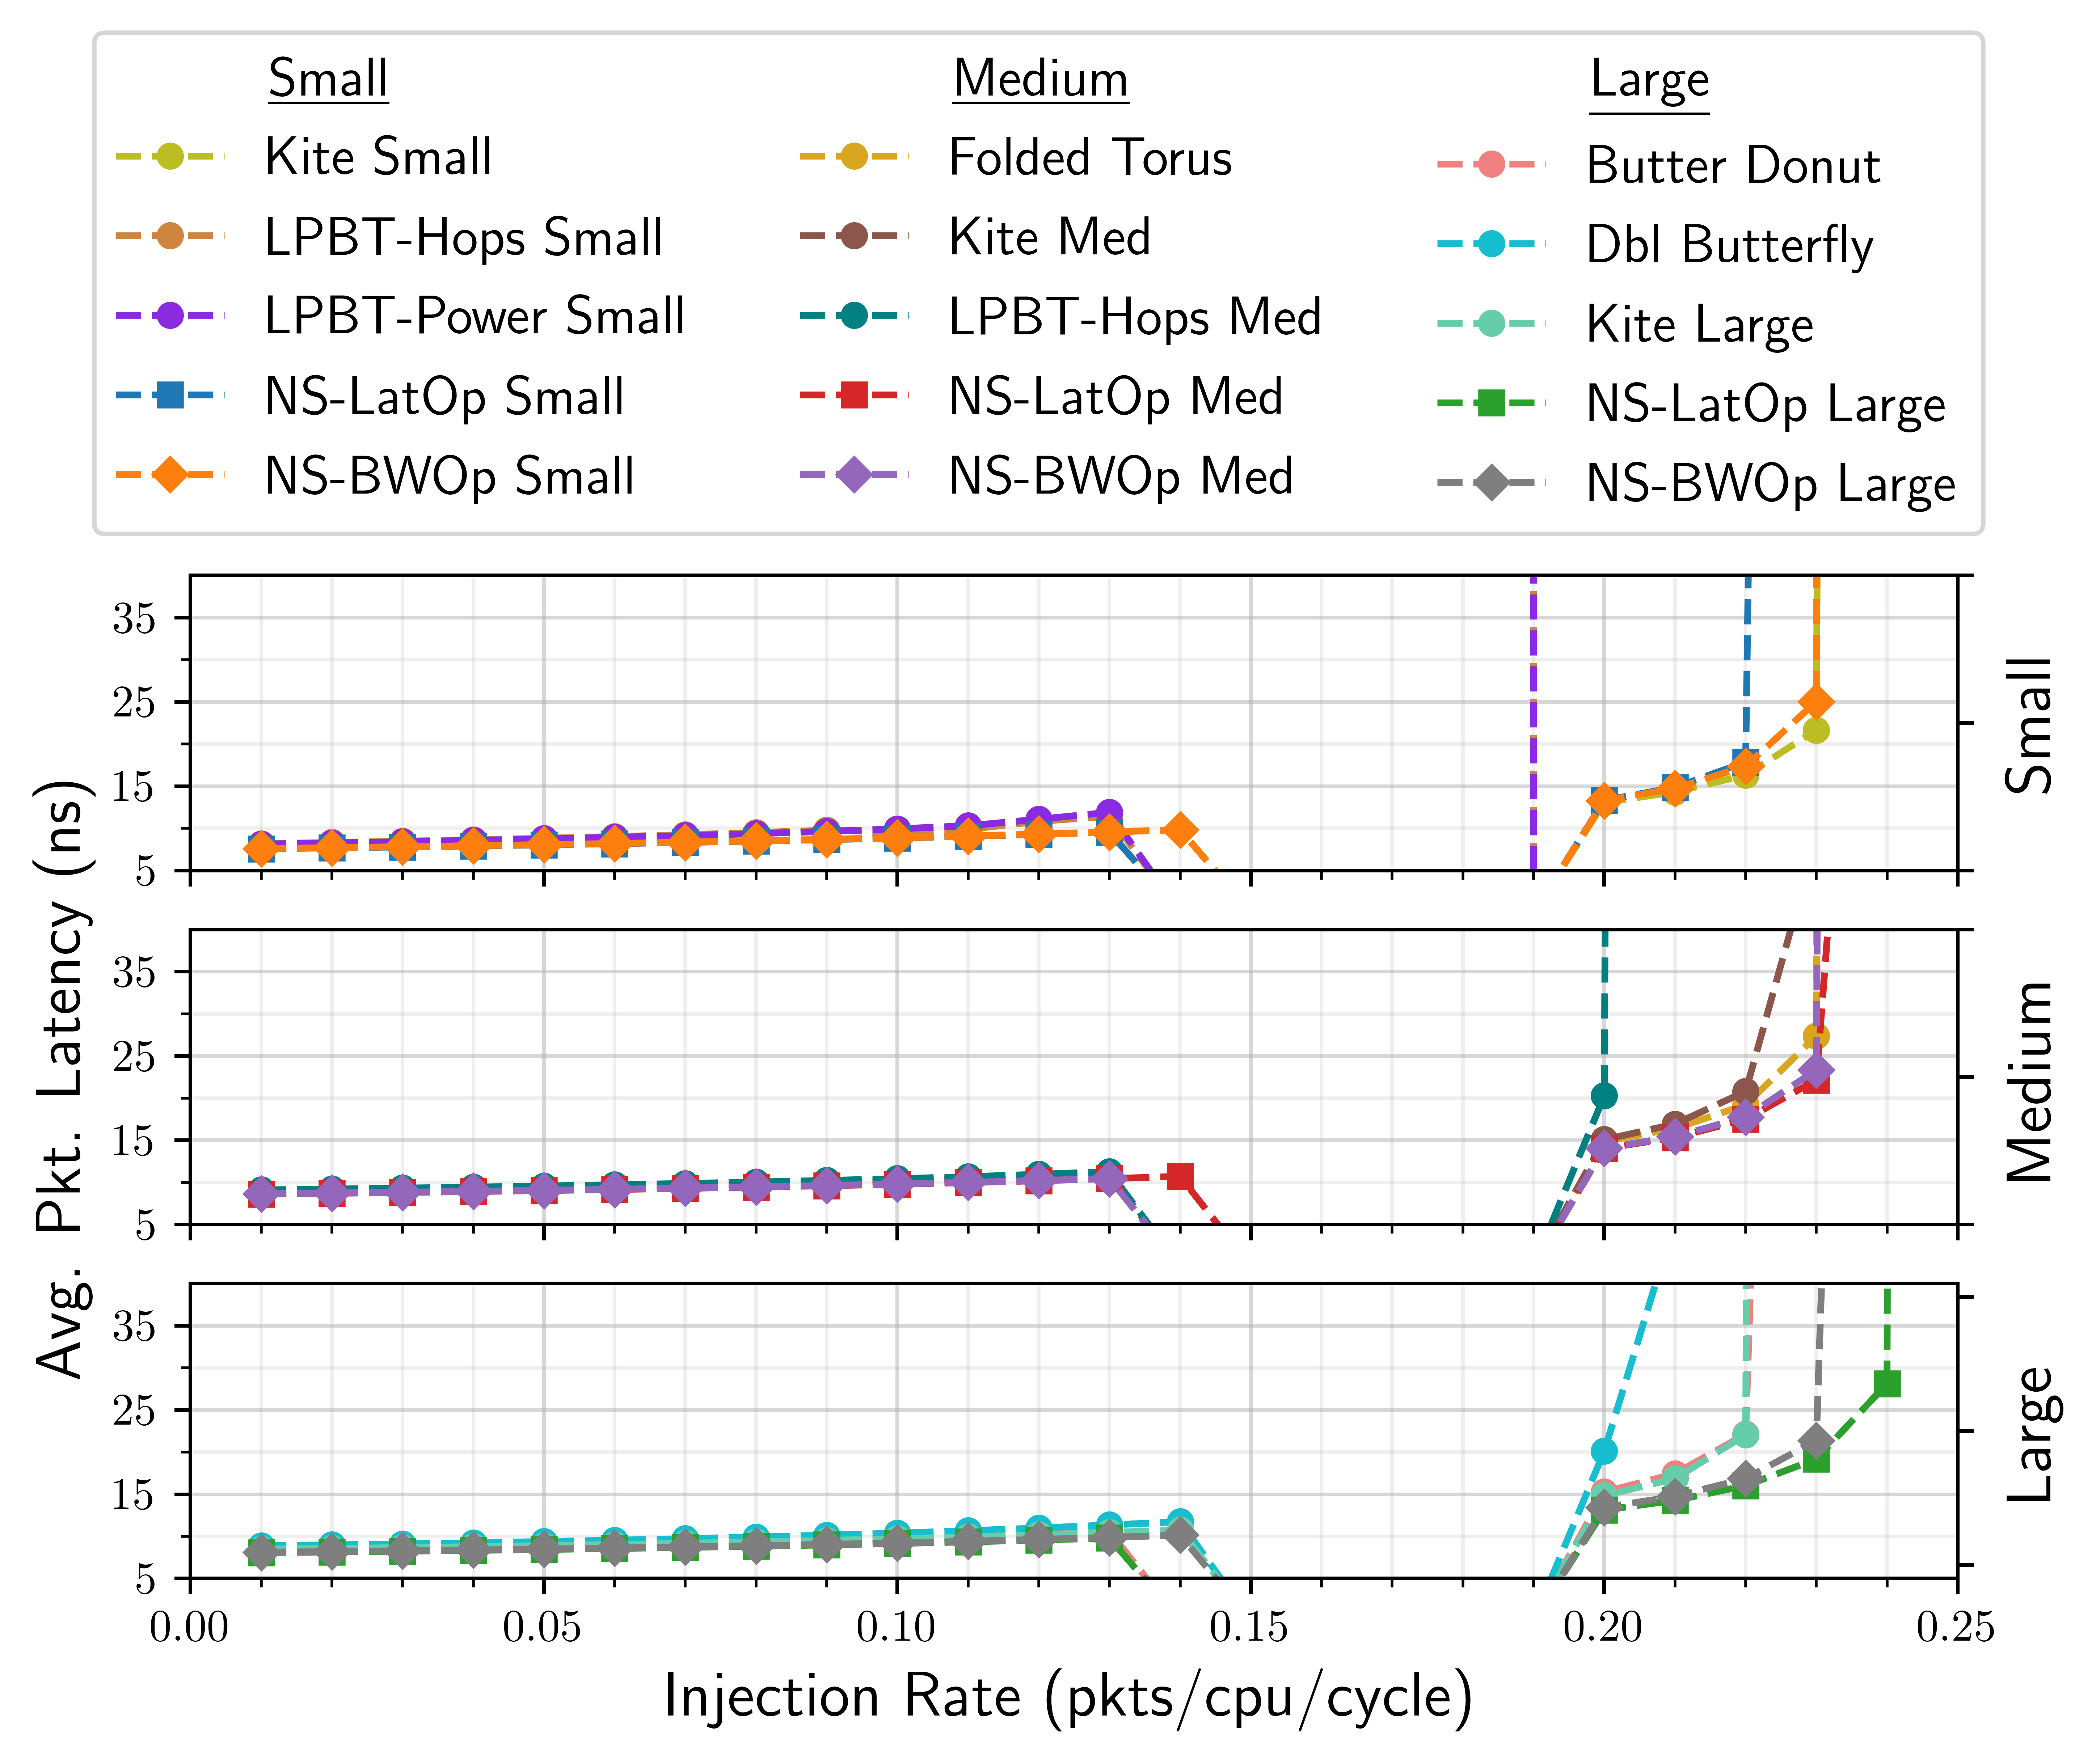 Small
Kite Small
LPBT-Hops Small
LPBT-Power Small
NS-LatOp Small
NS-BWOp Small
Medium
Folded Torus
Kite Med
LPBT-Hops Med
NS-LatOp Med
NS-BWOp Med
Large
Butter Donut
Dbl Butterfly
Kite Large
NS-LatOp Large
NS-BWOp Large
Avg. Pkt. Latency (ns)
35
25
15
5
Small
35
25
15
5
Medium
35
25
15
5
Large
0.00 0.05 0.10 0.15 0.20 0.25
Injection Rate (pkts/cpu/cycle)